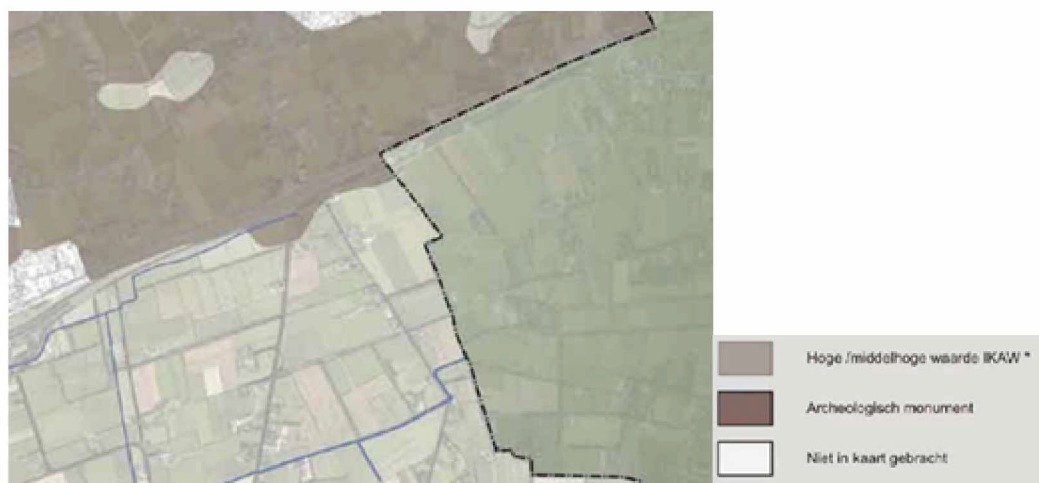 Hoge /middelhoge waarde IKAW *
Archeologisch monument
Niet in kaart gebracht